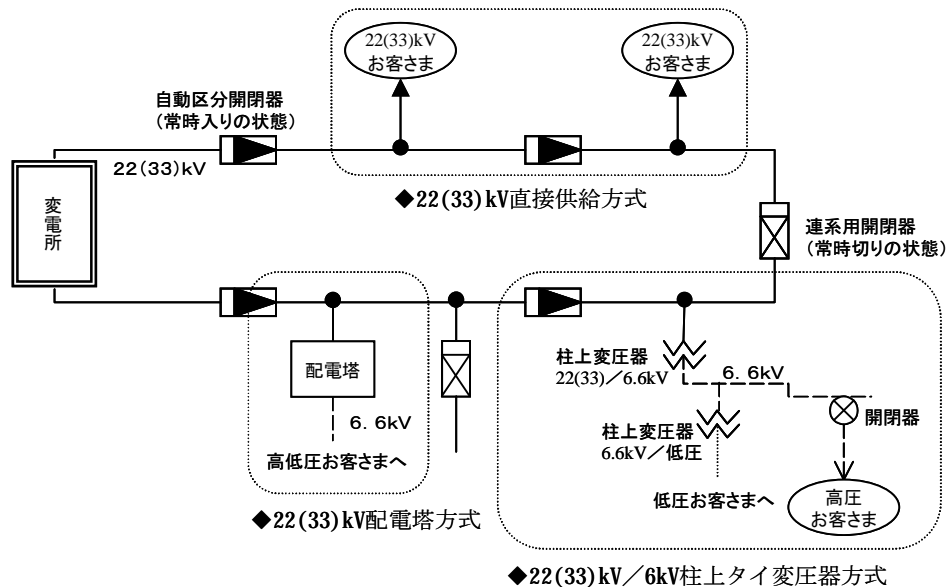 22(33)kV
お客さま
22(33)kV
お客さま
自動区分開閉器
(常時入りの状態)
22(33)kV
変電所
◆22(33)kV直接供給方式
連系用開閉器
(常時切りの状態)
配電塔
6.6kV
高低圧お客さまへ
◆22(33)kV配電塔方式
柱上変圧器
22(33)/6.6kV
6.6kV
柱上変圧器
6.6kV/低圧
開閉器
低圧お客さまへ
高圧
お客さま
◆22(33)kV/6kV柱上タイ変圧器方式